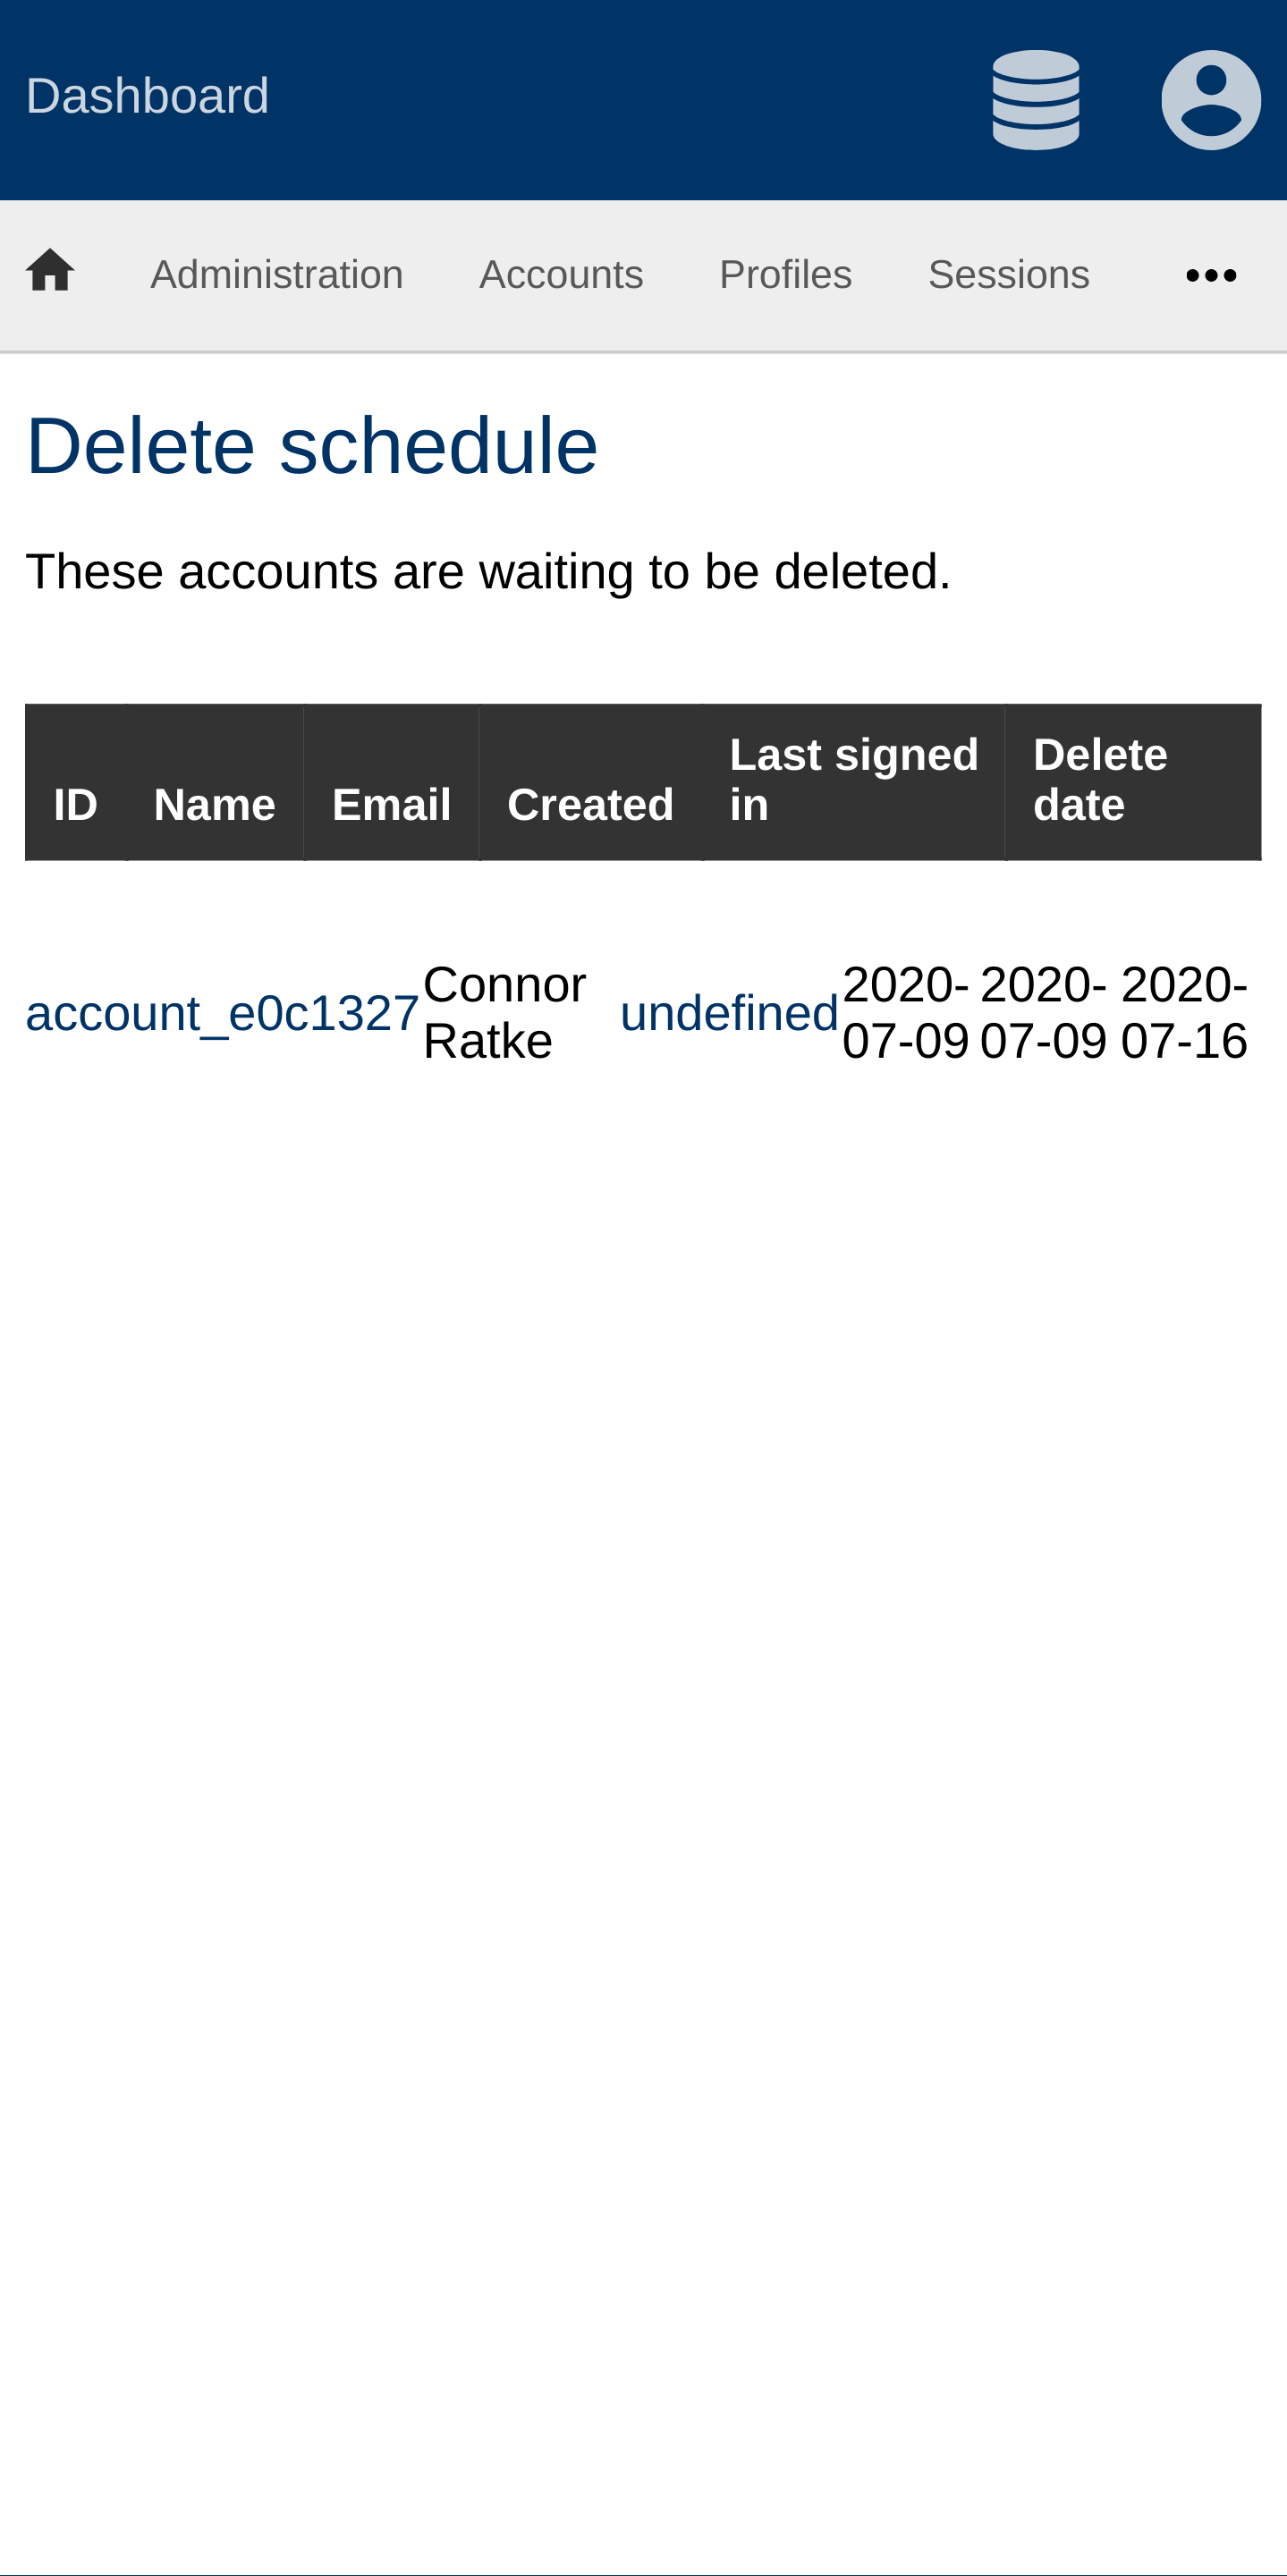 Dashboard
Administration Accounts Profiles Sessions
Delete schedule
These accounts are waiting to be deleted.
ID Name Email Created Last signed in Delete date
account_e0c1327 Connor Ratke undefined 2020-07-09 2020-07-09 2020-07-16